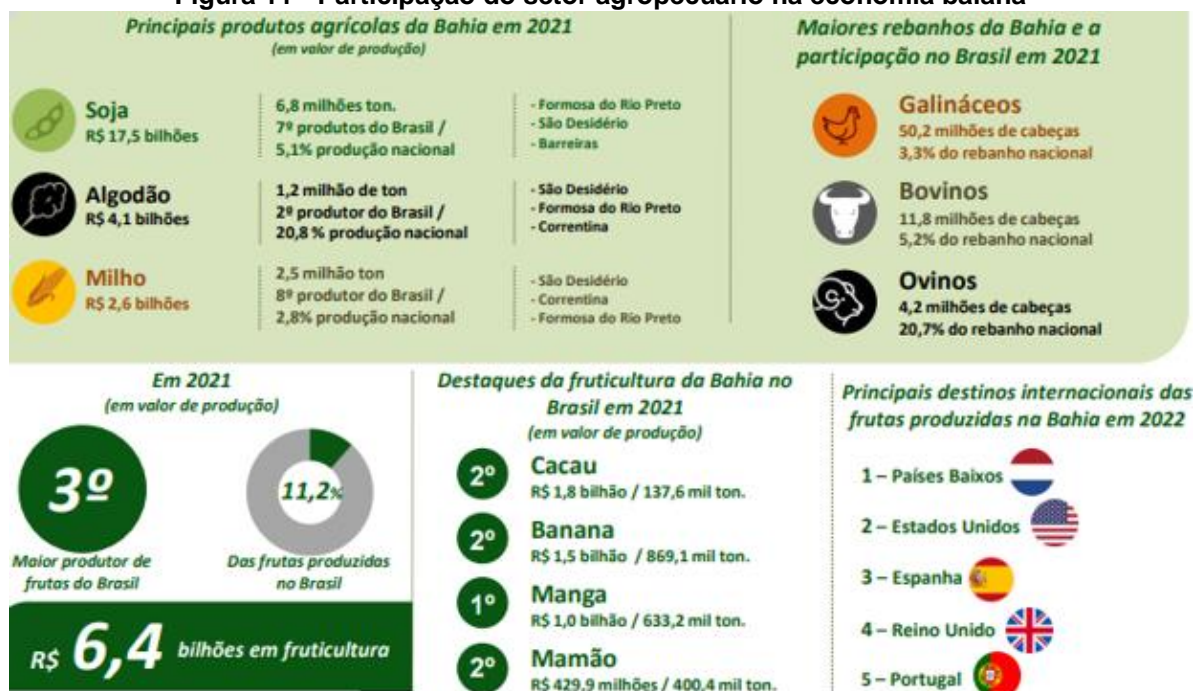 Figura 11 - Participação do setor agropecuário na economia baiana
Principais produtos agrícolas da Bahia em 2021
(em valor de produção)
Soja
R$ 17,5 bilhões
6,8 milhões ton.
7º produtos do Brasil /
5,1% produção nacional
- Formosa do Rio Preto
- São Desidério
- Barreiras
Algodão
R$ 4,1 bilhões
1,2 milhão de ton
2º produtor do Brasil /
20,8 % produção nacional
- São Desidério
- Formosa do Rio Preto
- Correntina
Milho
R$ 2,6 bilhões
2,5 milhão ton
8º produtor do Brasil /
2,8% produção nacional
- São Desidério
- Correntina
- Formosa do Rio Preto
Maiores rebanhos da Bahia e a
participação no Brasil em 2021
Galináceos
50,2 milhões de cabeças
3,3% do rebanho nacional
Bovinos
11,8 milhões de cabeças
5,2% do rebanho nacional
Ovinos
4,2 milhões de cabeças
20,7% do rebanho nacional
Em 2021
(em valor de produção)
3º
Maior produtor de
frutas do Brasil
11,2%
Das frutas produzidas
no Brasil
R$ 6,4 bilhões em fruticultura
Destaques da fruticultura da Bahia no
Brasil em 2021
(em valor de produção)
2º
Cacau
R$ 1,8 bilhão / 137,6 mil ton.
2º
Banana
R$ 1,5 bilhão / 869,1 mil ton.
1º
Manga
R$ 1,0 bilhão / 633,2 mil ton.
2º
Mamão
R$ 429,9 milhões / 400,4 mil ton.
Principais destinos internacionais das
frutas produzidas na Bahia em 2022
1 – Países Baixos
2 – Estados Unidos
3 – Espanha
4 – Reino Unido
5 – Portugal